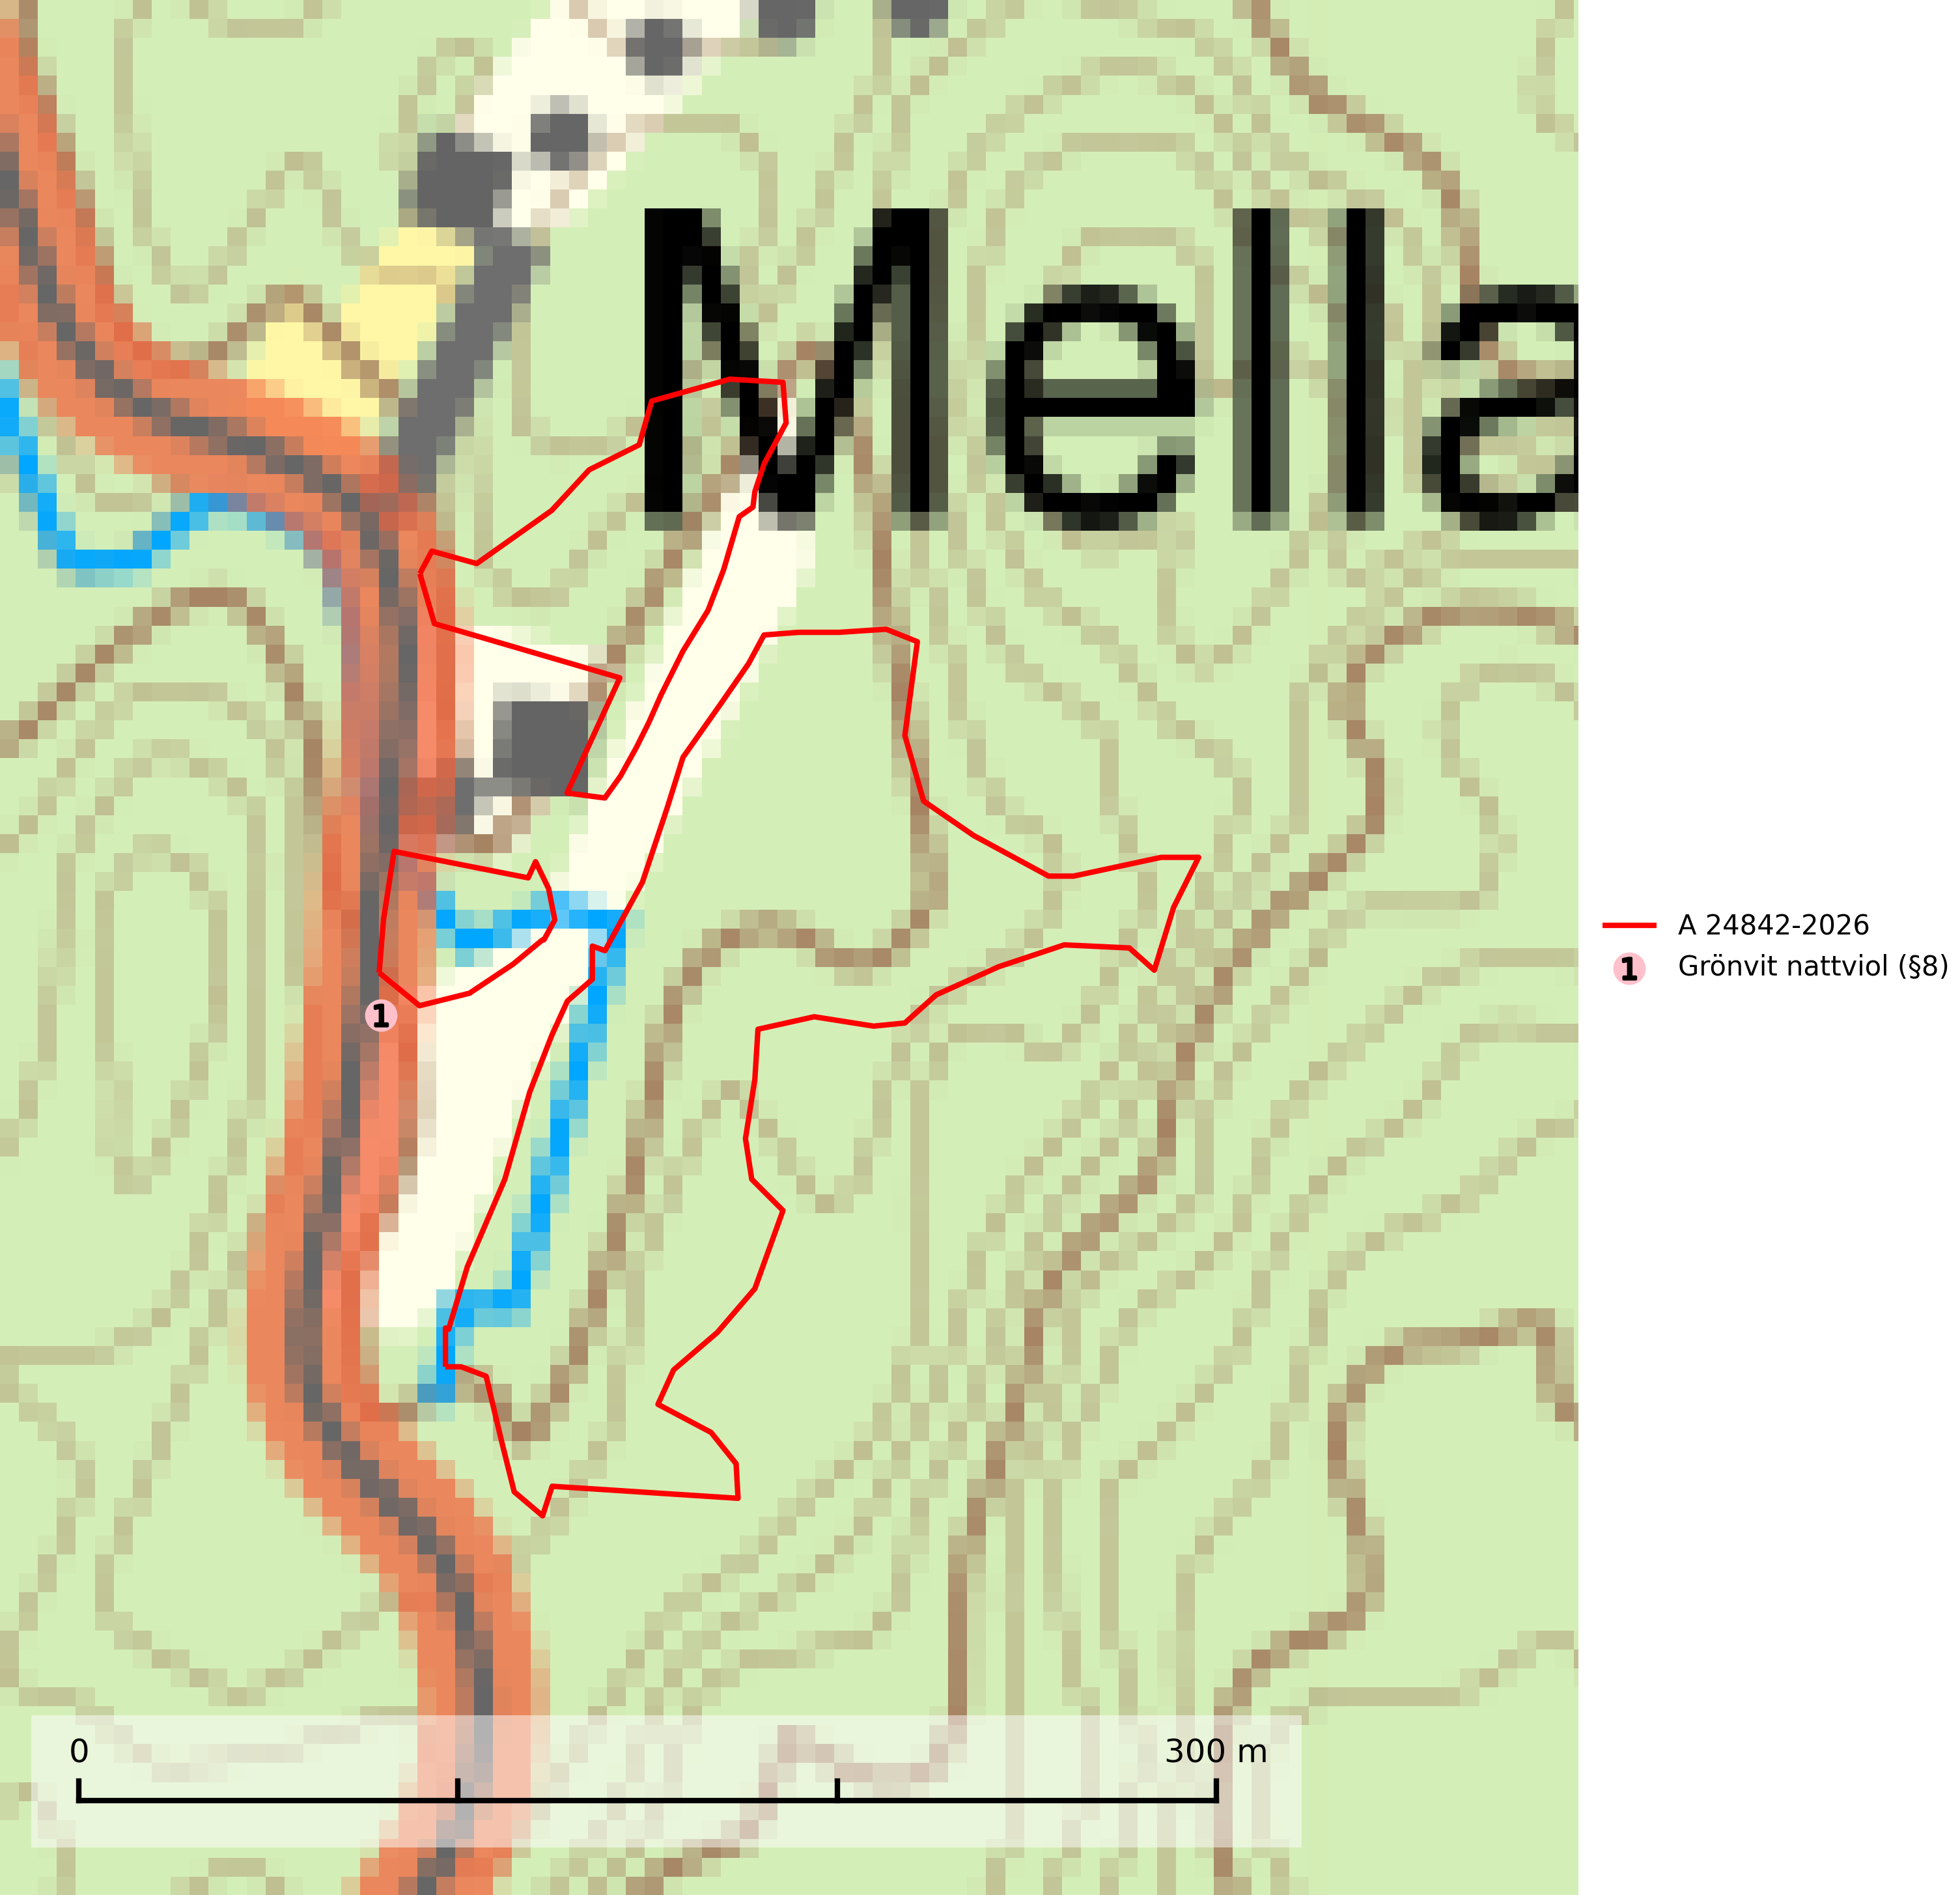 Mella
A 24842-2026
1 Grönvit nattviol (§8)
1
0 300 m